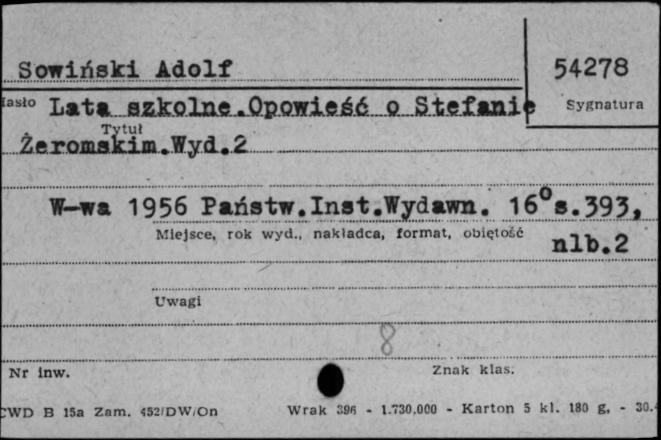 Sowiński Adolf
54278
Hasło
Sygnatura
Lata szkolne.Opowieść o Stefanie
Tytuł
Żeromskim.Wyd.2
W-wa 1956 Państw.Inst.Wydawn. 16° s.393,
Miejsce, rok wyd., nakładca, format, objętość
nlb.2
Uwagi
8
Nr inw.
Znak klas.
CWD B 15a Zam. 452/DW/On
Wrak 396 - 1.730.000 - Karton 5 kl. 180 g. - 30.